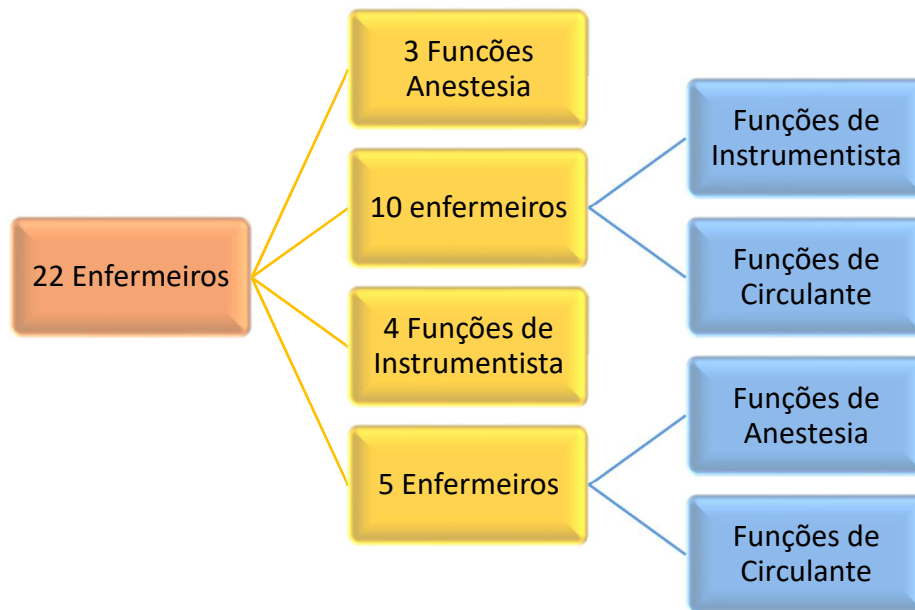 22 Enfermeiros
3 Funcões
Anestesia
10 enfermeiros
Funções de
Instrumentista
Funções de
Circulante
4 Funções de
Instrumentista
5 Enfermeiros
Funções de
Anestesia
Funções de
Circulante